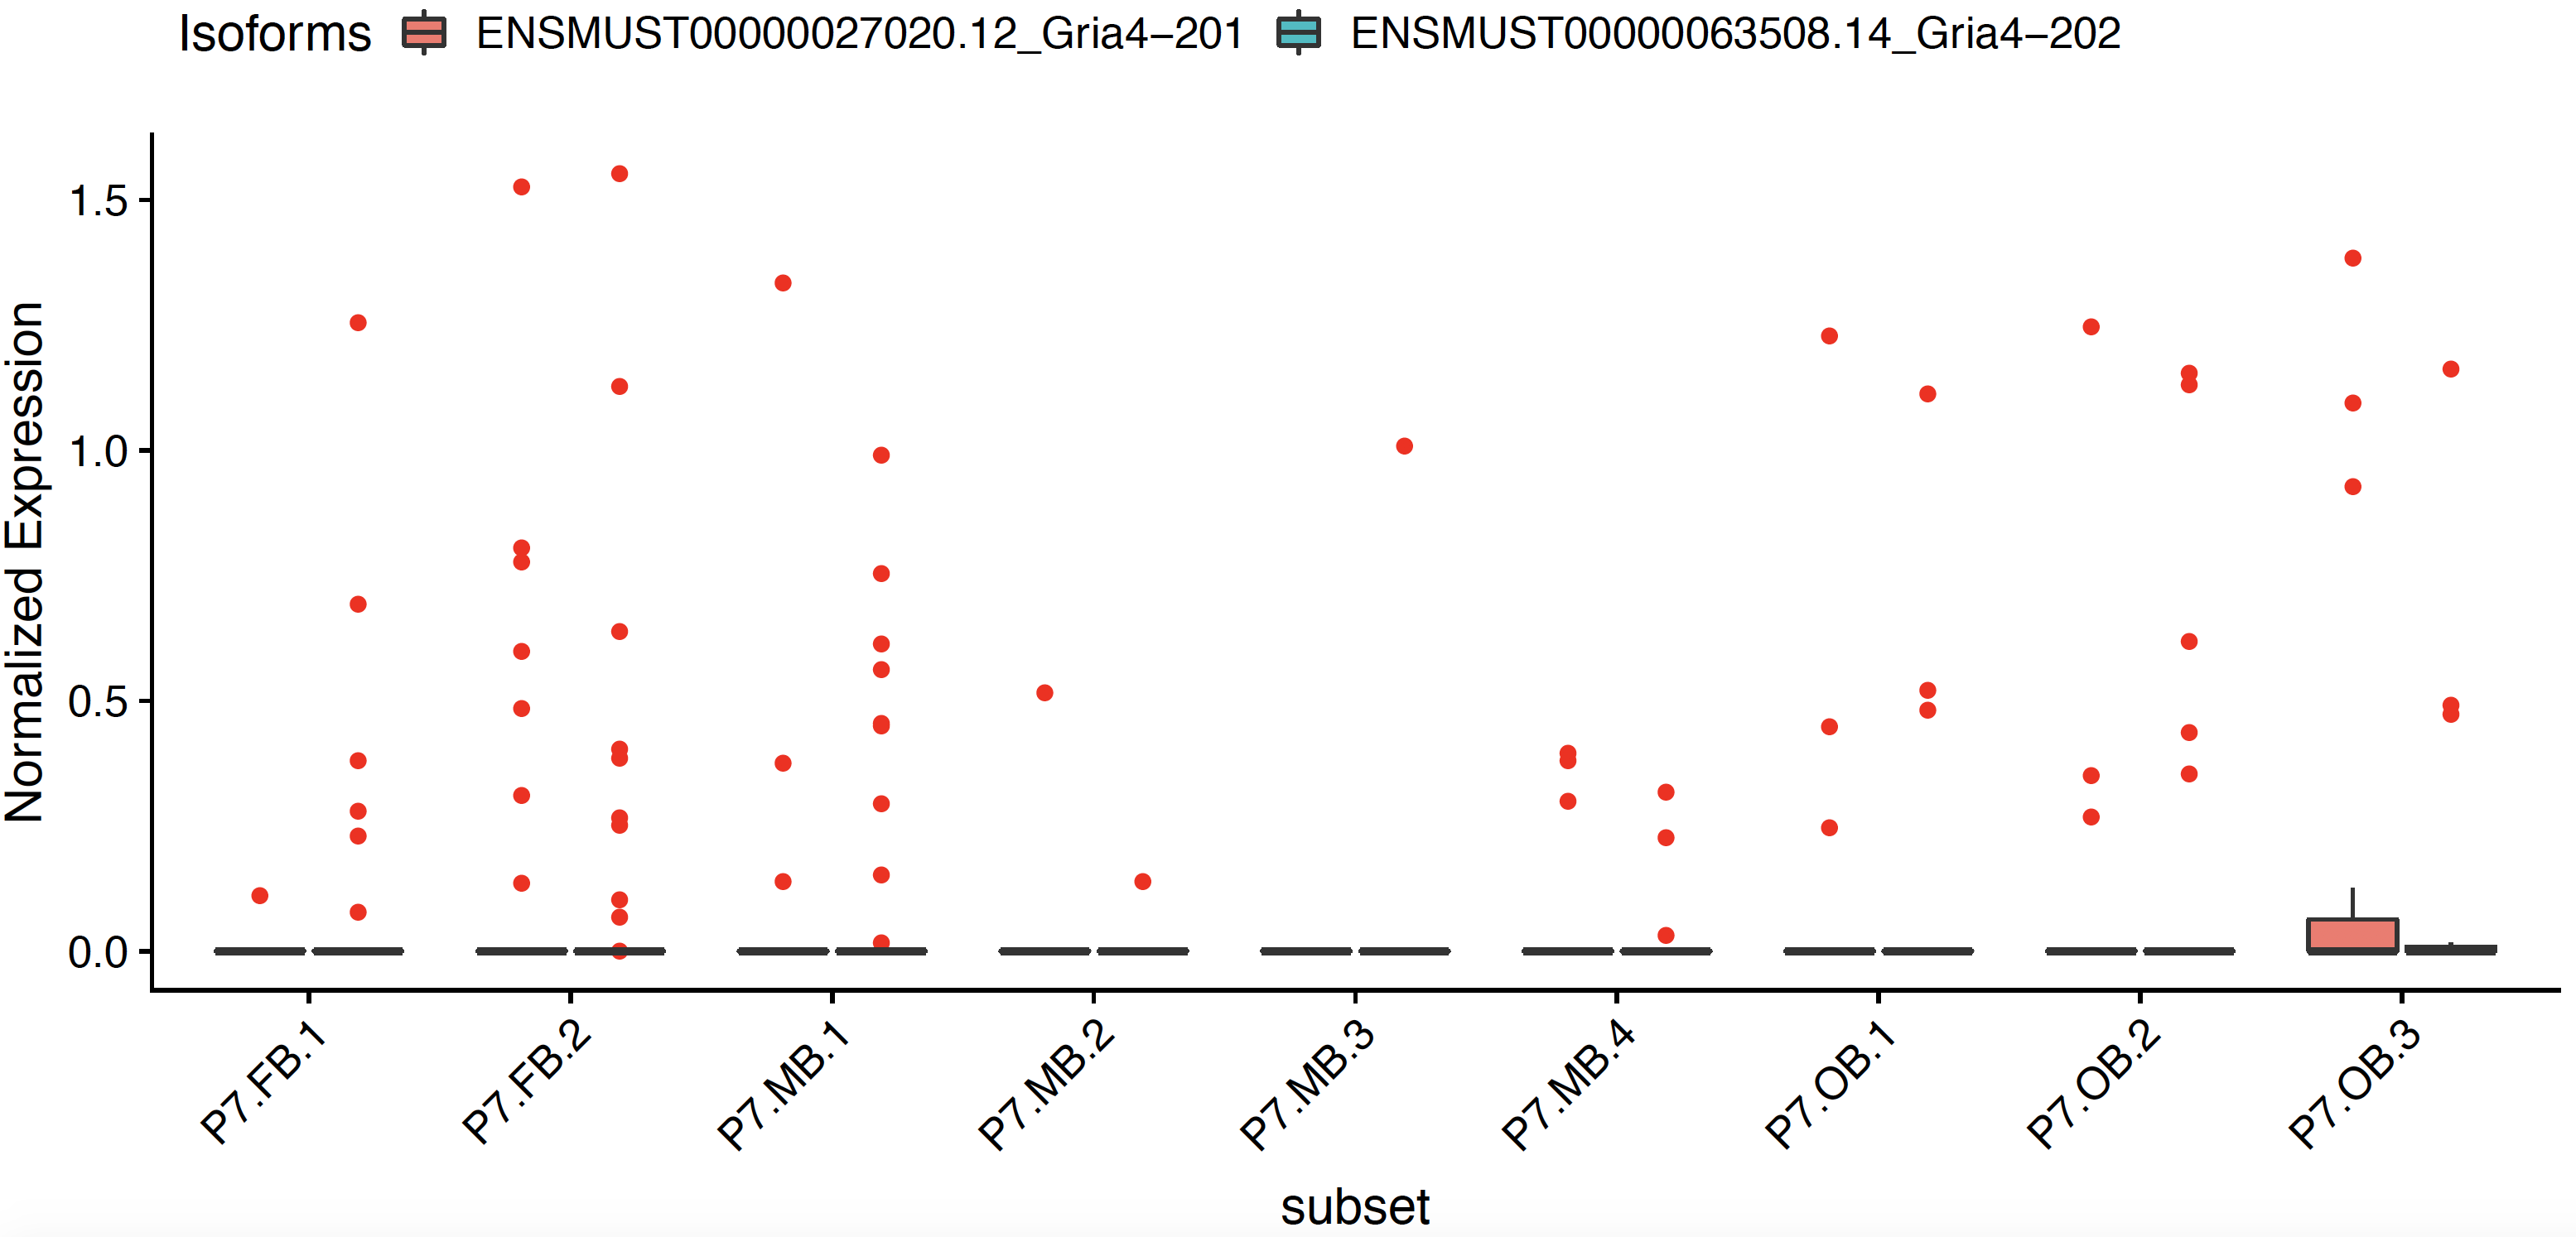 Isoforms ENSMUST00000027020.12_Gria4−201 ENSMUST00000063508.14_Gria4−202
Normalized Expression
1.5
1.0
0.5
0.0
P7.FB.1 P7.FB.2 P7.MB.1 P7.MB.2 P7.MB.3 P7.MB.4 P7.OB.1 P7.OB.2 P7.OB.3
subset